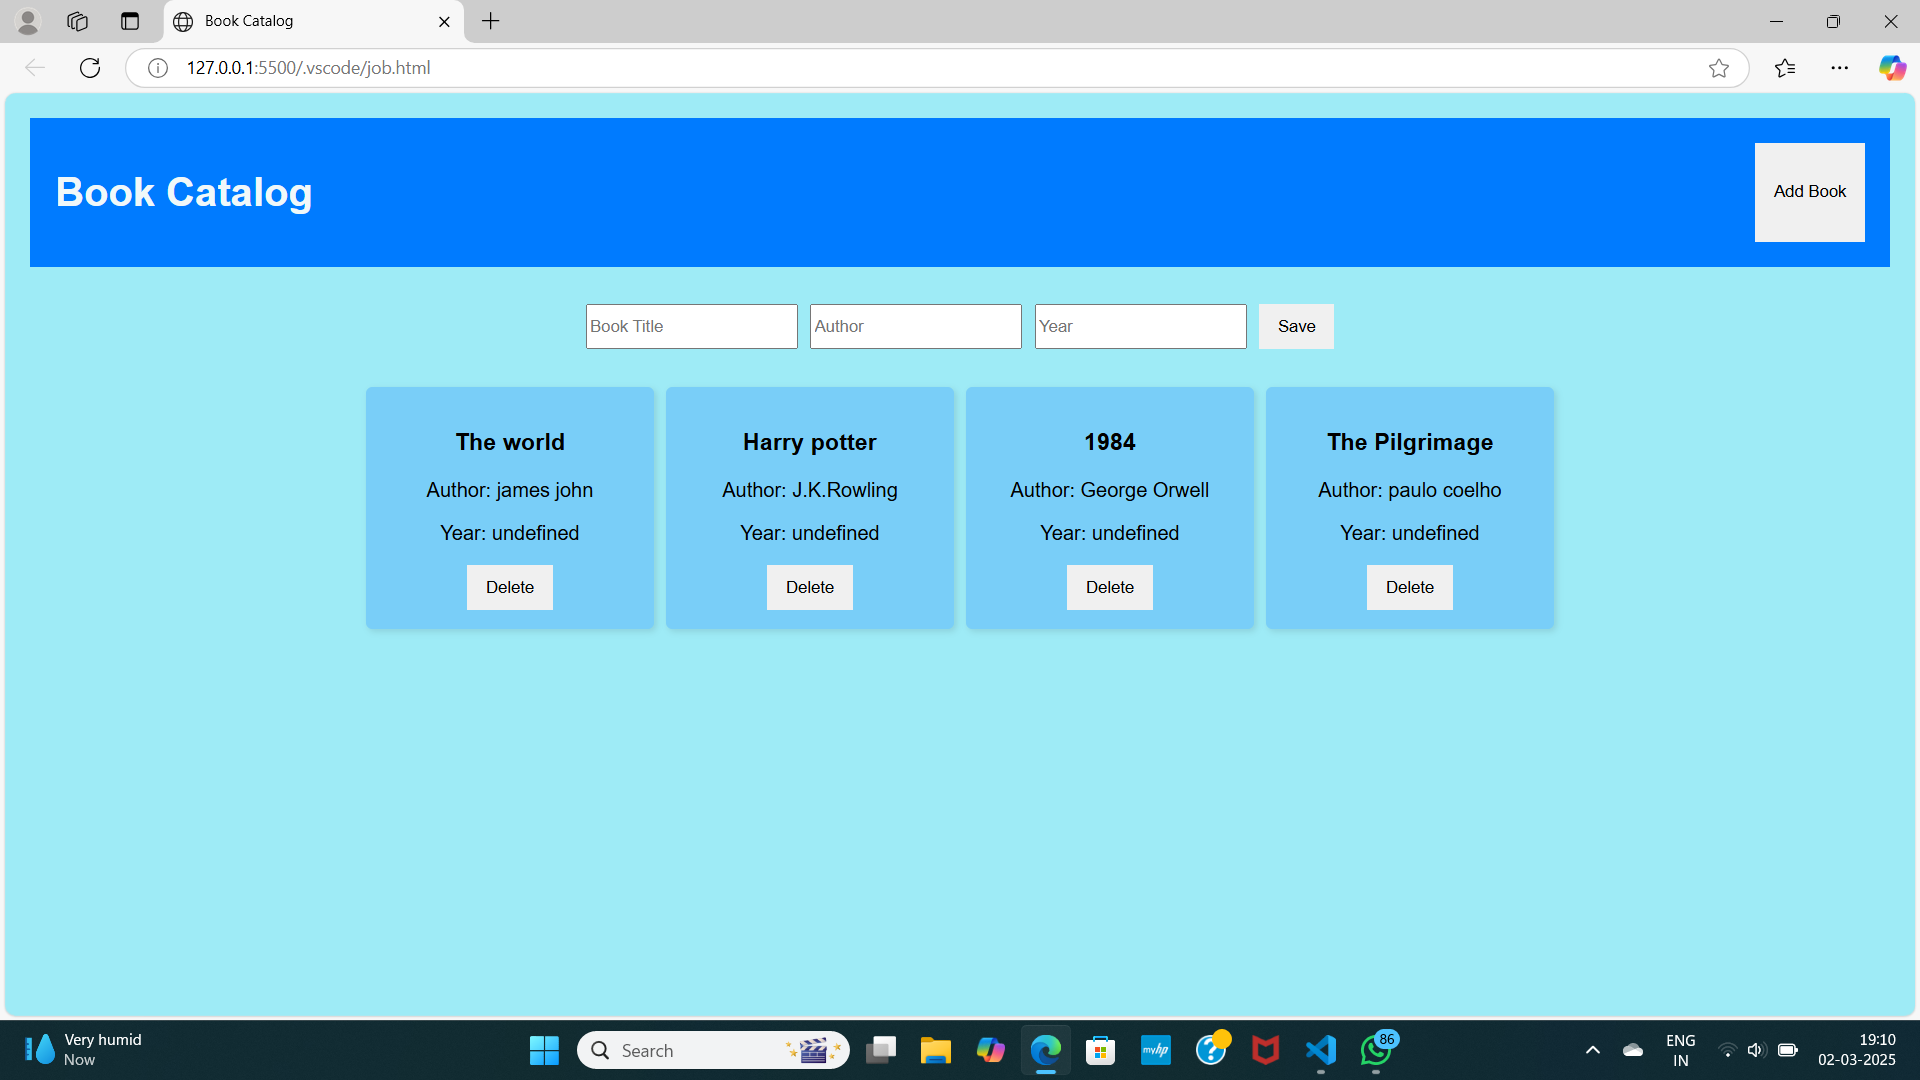 Book Catalog
127.0.0.1:5500/.vscode/job.html
Book Catalog
Add Book
Book Title Author Year Save
The world Harry potter 1984 The Pilgrimage
Author: james john Author: J.K.Rowling Author: George Orwell Author: paulo coelho
Year: undefined Year: undefined Year: undefined Year: undefined
Delete Delete Delete Delete
Very humid
Now
Search
myhp
86
ENG
IN
19:10
02-03-2025